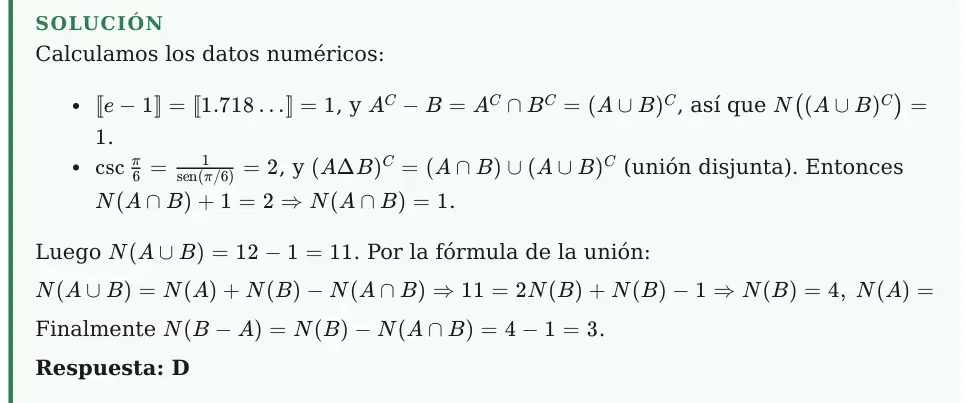 SOLUCIÓN
Calculamos los datos numéricos:
• ⟦e − 1⟧ = ⟦1.718 …⟧ = 1, y A^C − B = A^C ∩ B^C = (A ∪ B)^C, así que N((A ∪ B)^C) =
1.
• csc π/6 = 1/sen(π/6) = 2, y (AΔB)^C = (A ∩ B) ∪ (A ∪ B)^C (unión disjunta). Entonces
N(A ∩ B) + 1 = 2 ⇒ N(A ∩ B) = 1.
Luego N(A ∪ B) = 12 − 1 = 11. Por la fórmula de la unión:
N(A ∪ B) = N(A) + N(B) − N(A ∩ B) ⇒ 11 = 2N(B) + N(B) − 1 ⇒ N(B) = 4, N(A) =
Finalmente N(B − A) = N(B) − N(A ∩ B) = 4 − 1 = 3.
Respuesta: D